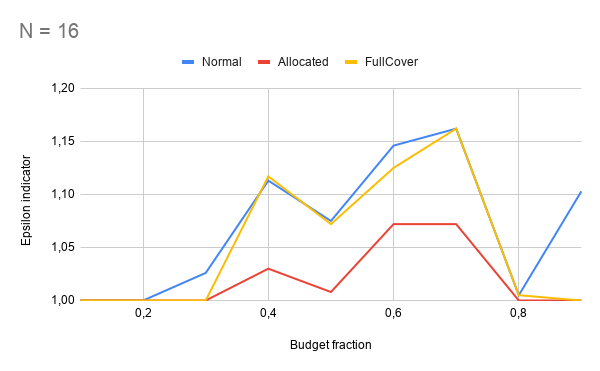 N = 16
Normal Allocated FullCover
1,20
1,15
1,10
1,05
1,00
Epsilon indicator
0,2 0,4 0,6 0,8
Budget fraction